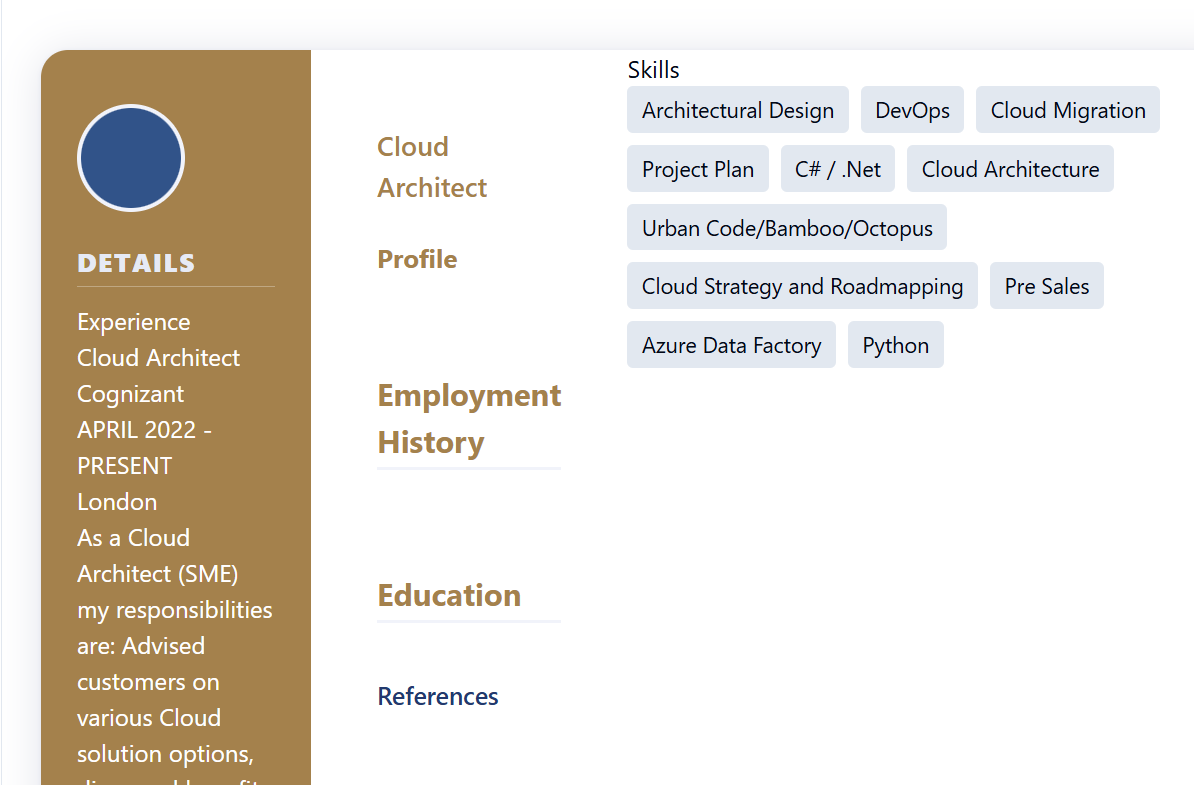 DETAILS
Experience
Cloud Architect
Cognizant
APRIL 2022 -
PRESENT
London
As a Cloud
Architect (SME)
my responsibilities
are: Advised
customers on
various Cloud
solution options,
Cloud
Architect
Profile
Employment
History
Education
References
Skills
Architectural Design DevOps Cloud Migration
Project Plan C# / .Net Cloud Architecture
Urban Code/Bamboo/Octopus
Cloud Strategy and Roadmapping Pre Sales
Azure Data Factory Python